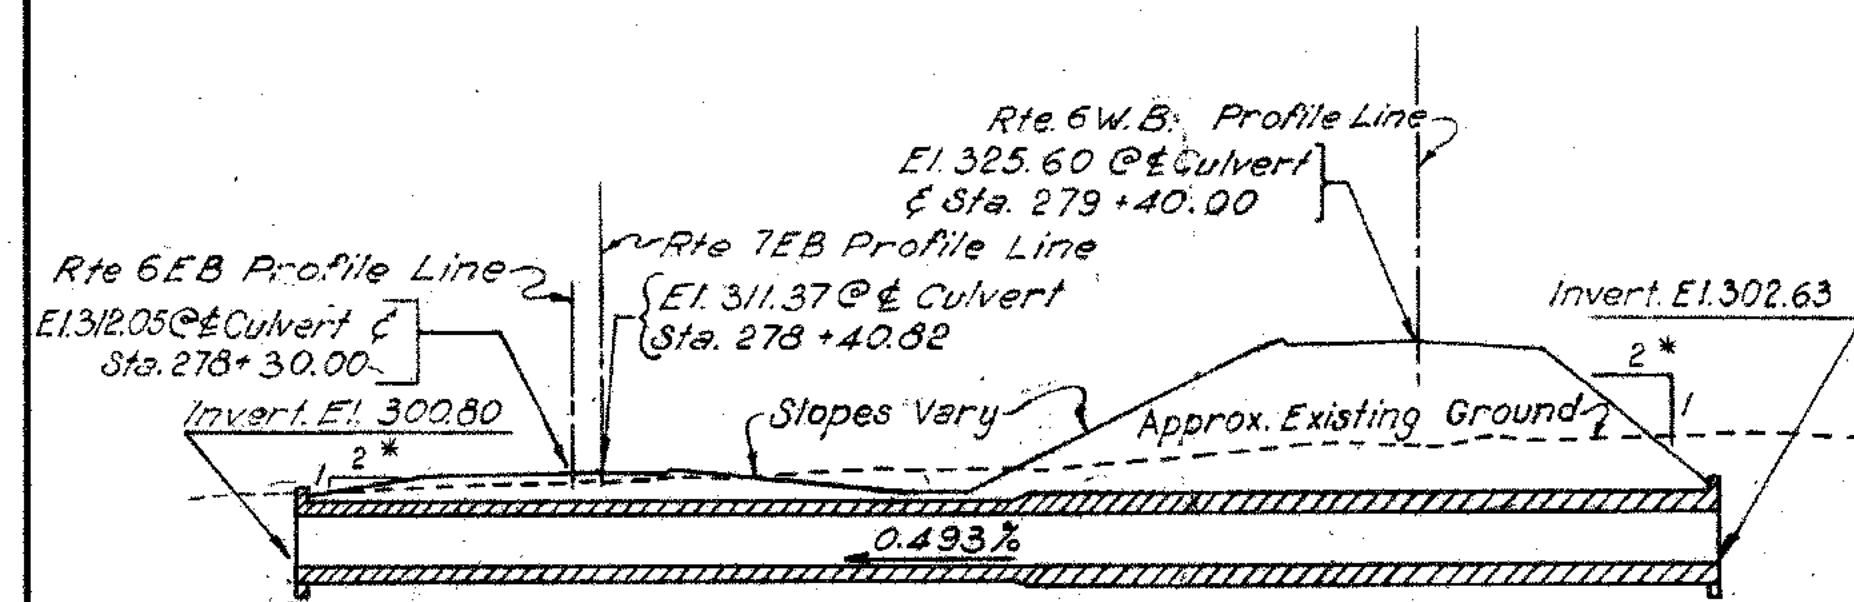 Rte. 6 W.B. Profile Line
El. 325.60 @ ℄ Culvert
& Sta. 279 +40.00
Rte 7EB Profile Line
El. 311.37 @ ℄ Culvert
Sta. 278 +40.82
Rte 6EB Profile Line
El.312.05@ ℄ Culvert &
Sta. 278+ 30.00
Invert. El. 302.63
2 *
1
Invert. El. 300.80
2 *
1
Slopes Vary
Approx. Existing Ground
0.493%